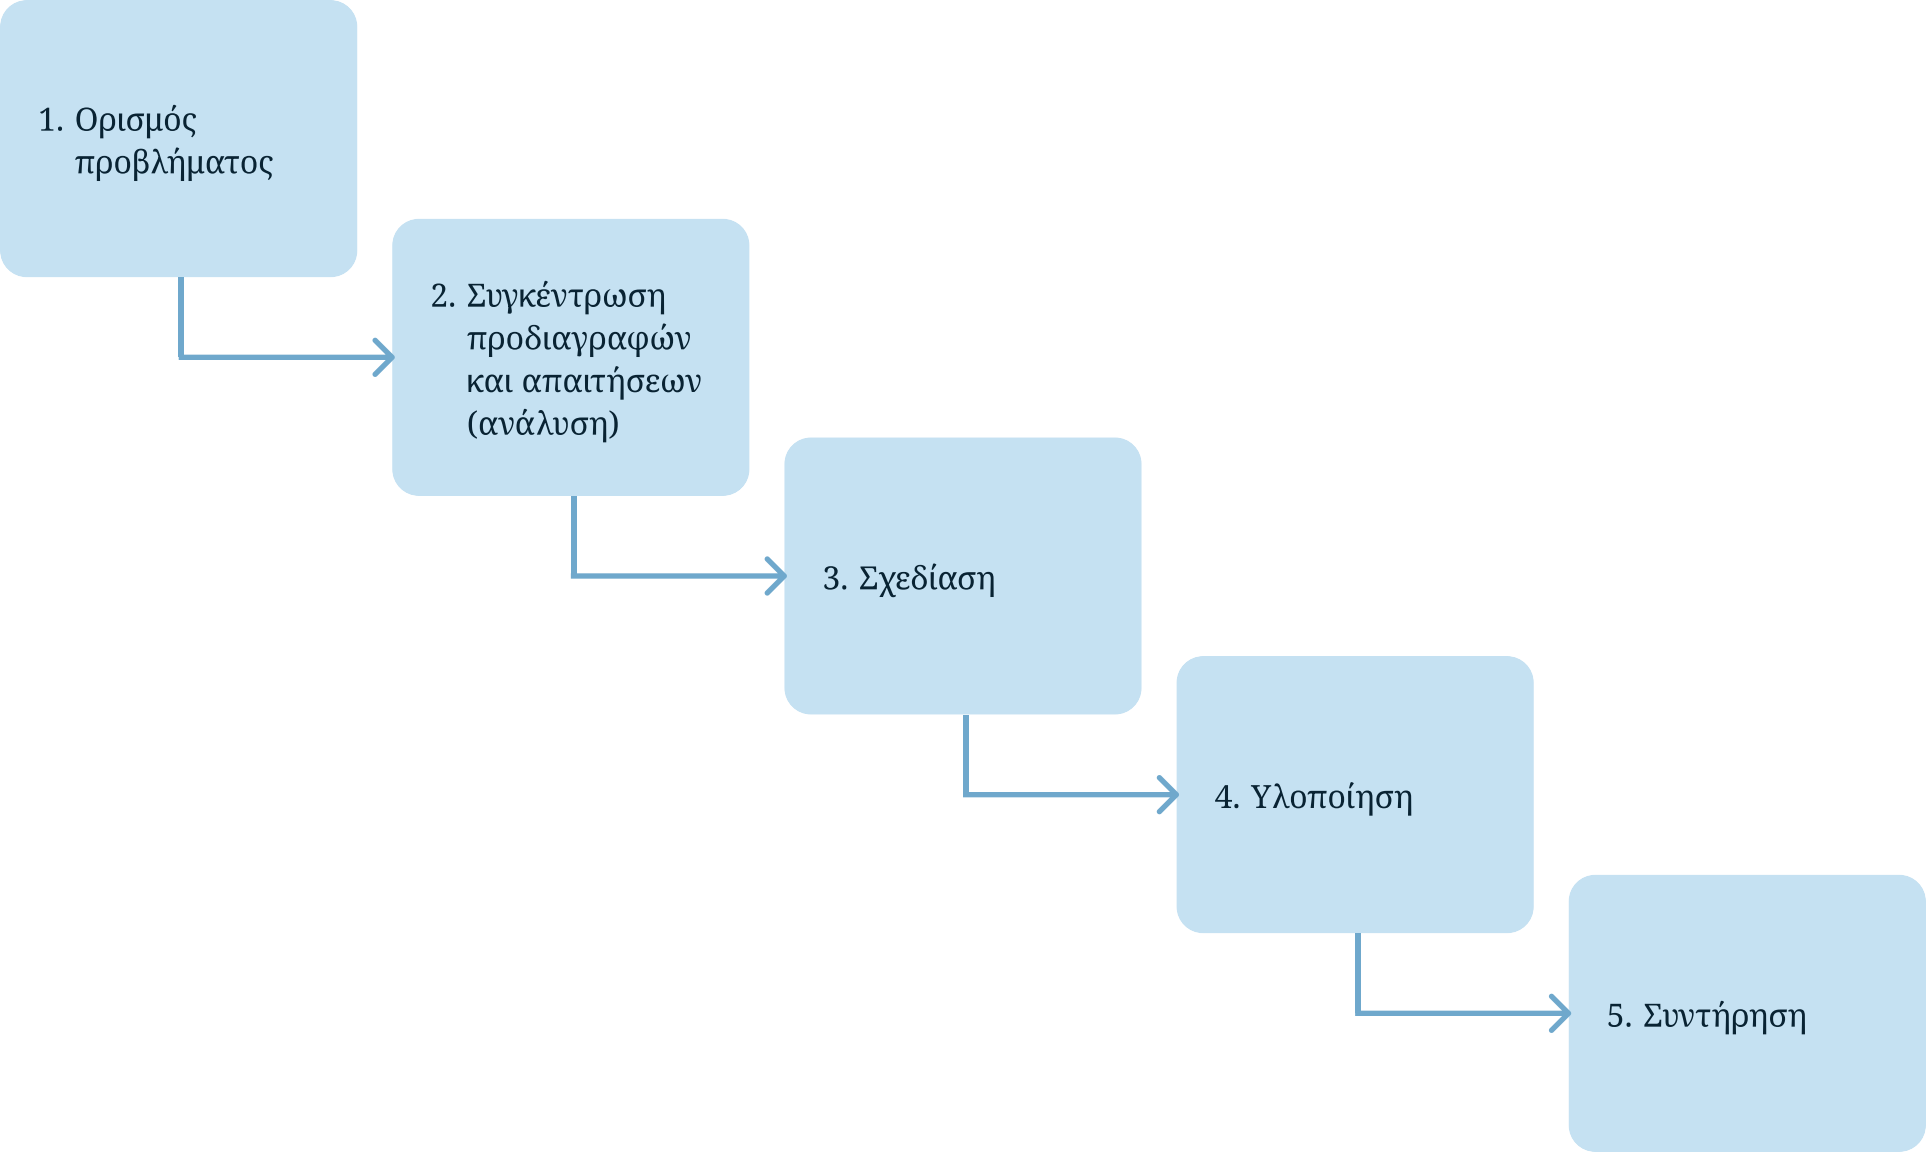 1. Ορισμός
προβλήματος
2. Συγκέντρωση
προδιαγραφών
και απαιτήσεων
(ανάλυση)
3. Σχεδίαση
4. Υλοποίηση
5. Συντήρηση